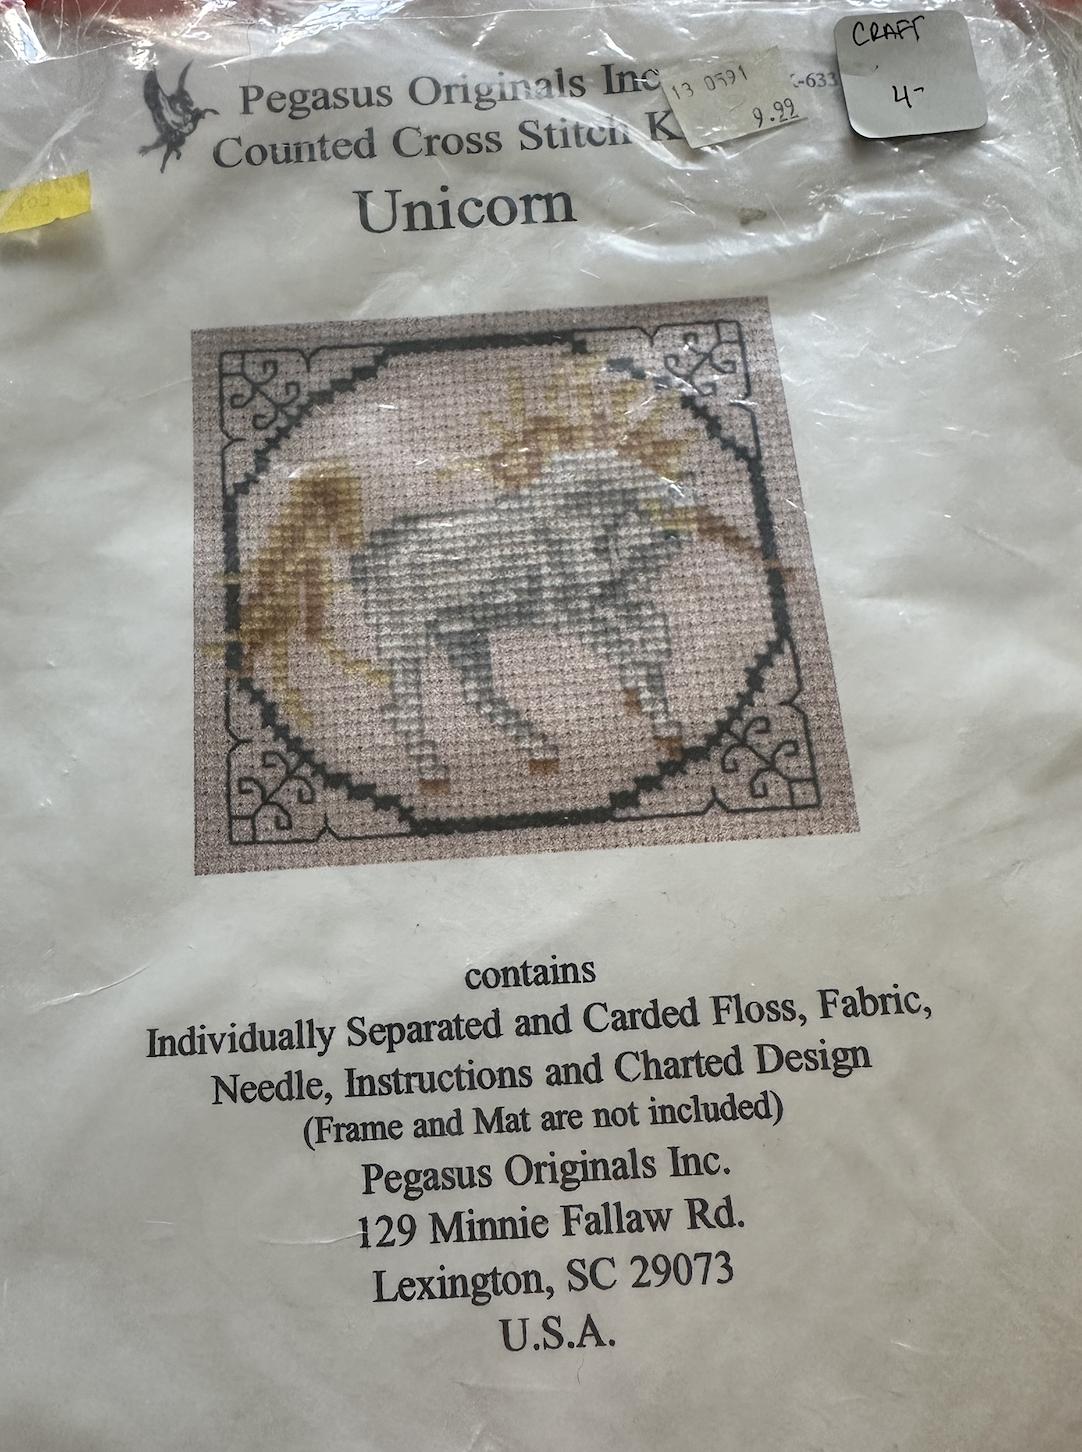 Pegasus Originals Inc
13 0591
9.99
-633
CRAFT
4-
Counted Cross Stitch K
Unicorn
contains
Individually Separated and Carded Floss, Fabric,
Needle, Instructions and Charted Design
(Frame and Mat are not included)
Pegasus Originals Inc.
129 Minnie Fallaw Rd.
Lexington, SC 29073
U.S.A.